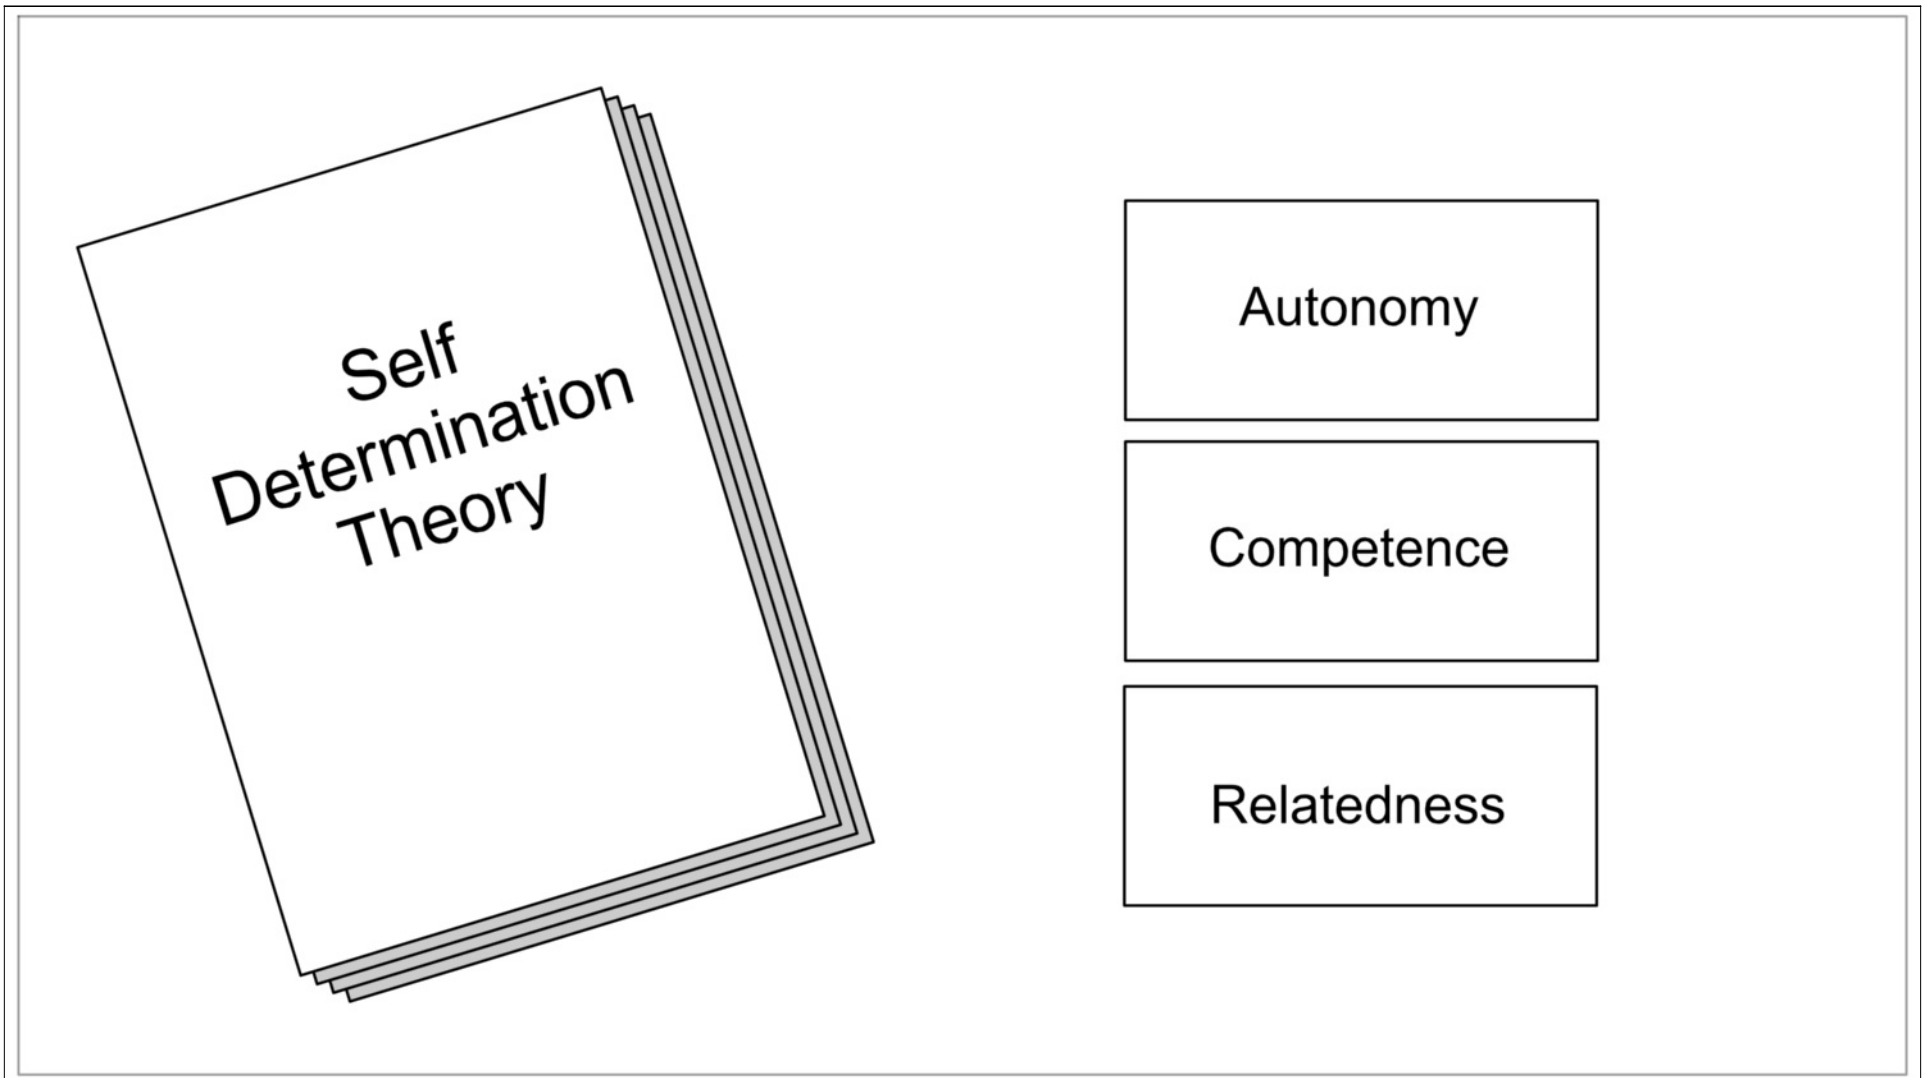 Self
Determination
Theory
Autonomy
Competence
Relatedness